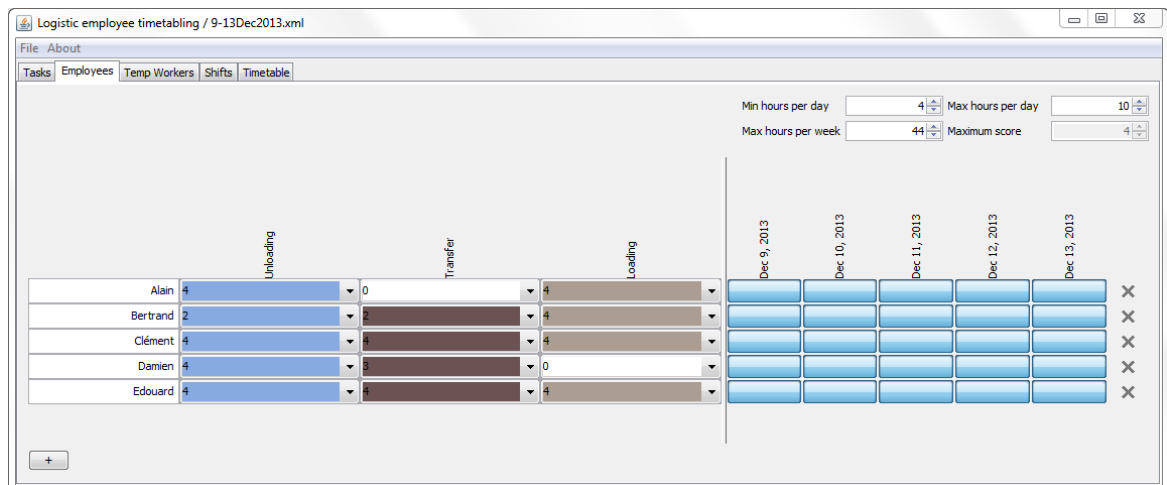 Logistic employee timetabling / 9-13Dec2013.xml
File About
Tasks Employees Temp Workers Shifts Timetable
Min hours per day 4 Max hours per day 10
Max hours per week 44 Maximum score 4
Unloading Transfer Loading Dec 9, 2013 Dec 10, 2013 Dec 11, 2013 Dec 12, 2013 Dec 13, 2013
Alain 4 0 4
Bertrand 2 2 4
Clément 4 4 4
Damien 4 3 0
Edouard 4 4 4
+